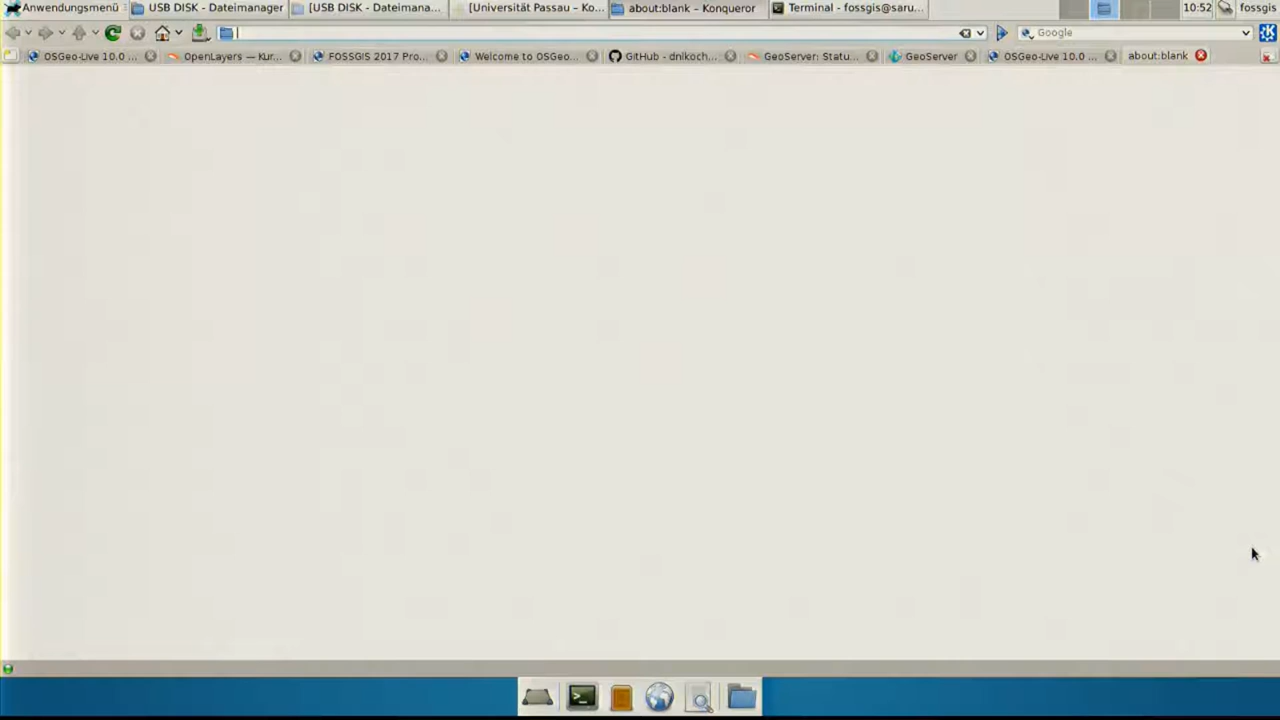 Anwendungsmenü USB DISK - Dateimanager [USB DISK - Dateimana... [Universität Passau – Ko... about:blank – Konqueror Terminal - fossgis@saru... 10:52 fossgis
Google
OSGeo-Live 10.0 ... OpenLayers — Kur... FOSSGIS 2017 Pro... Welcome to OSGeo... GitHub - dnikoch... GeoServer: Statu... GeoServer OSGeo-Live 10.0 ... about:blank